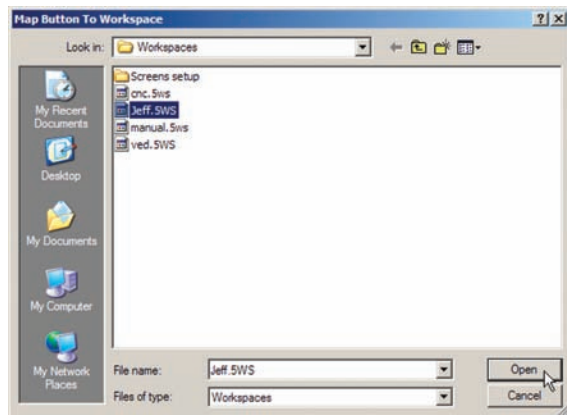 Map Button To Workspace
Look in: Workspaces
Screens setup
cnc.5ws
Jeff.5WS
manual.5ws
ved.5WS
My Recent
Documents
Desktop
My Documents
My Computer
My Network
Places
File name: Jeff.5WS
Open
Files of type: Workspaces
Cancel